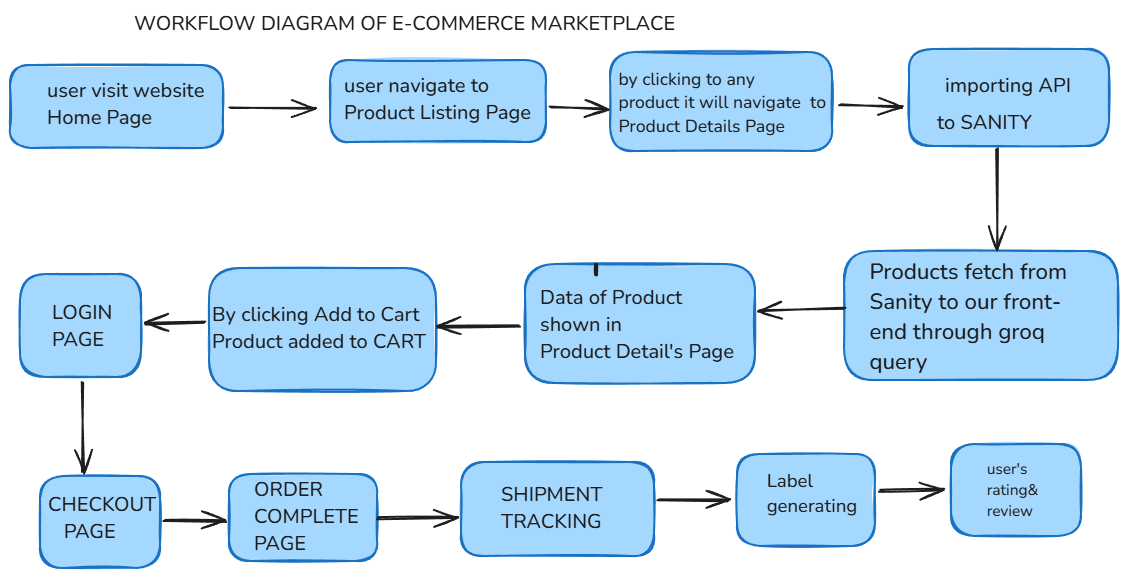 WORKFLOW DIAGRAM OF E-COMMERCE MARKETPLACE
user visit website
Home Page
user navigate to
Product Listing Page
by clicking to any
product it will navigate to
Product Details Page
importing API
to SANITY
Products fetch from
Sanity to our front-
end through groq
query
Data of Product
shown in
Product Detail's Page
By clicking Add to Cart
Product added to CART
LOGIN
PAGE
CHECKOUT
PAGE
ORDER
COMPLETE
PAGE
SHIPMENT
TRACKING
Label
generating
user's
rating&
review